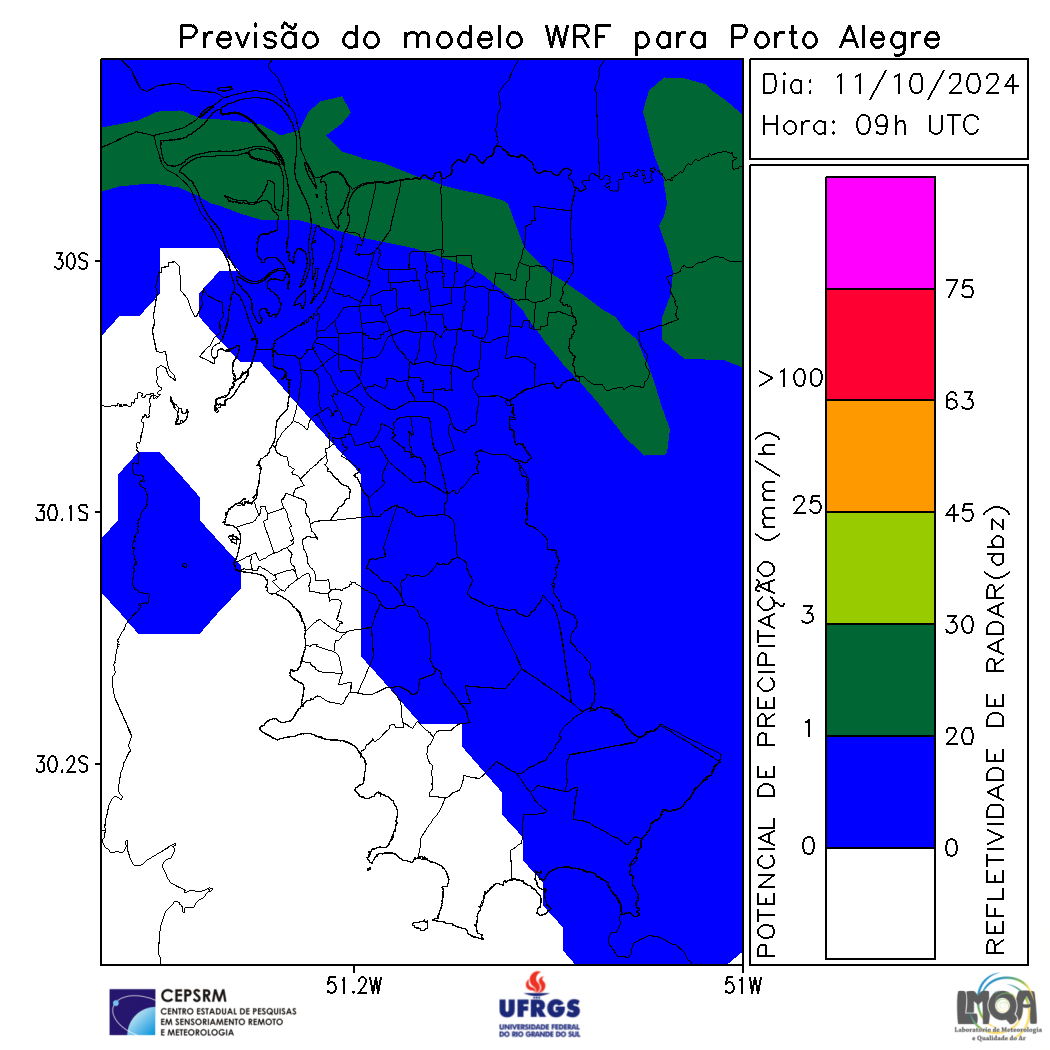 Previsão do modelo WRF para Porto Alegre
Dia: 11/10/2024
Hora: 09h UTC
30S
30.1S
30.2S
51.2W
51W
POTENCIAL DE PRECIPITAÇÃO (mm/h)
>100
25
3
1
0
75
63
45
30
20
0
REFLETIVIDADE DE RADAR(dbz)
CEPSRM
CENTRO ESTADUAL DE PESQUISAS
EM SENSORIAMENTO REMOTO
E METEOROLOGIA
UFRGS
UNIVERSIDADE FEDERAL
DO RIO GRANDE DO SUL
LMQA
Laboratório de Meteorologia
e Qualidade do Ar